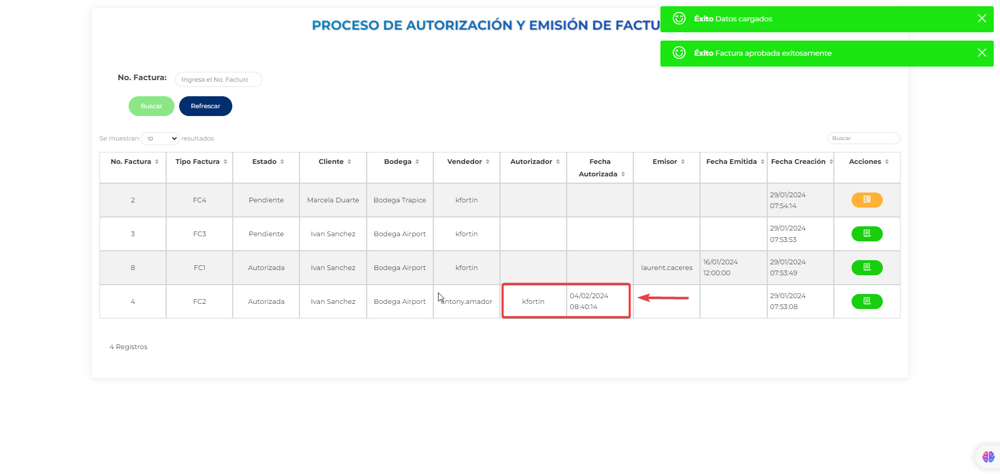 PROCESO DE AUTORIZACIÓN Y EMISIÓN DE FACTU
Éxito Datos cargados
Éxito Factura aprobada exitosamente
No. Factura: Ingresa el No. Factura
Buscar Refrescar
Se muestran 10 resultados Buscar
No. Factura Tipo Factura Estado Cliente Bodega Vendedor Autorizador Fecha Autorizada Emisor Fecha Emitida Fecha Creación Acciones
2 FC4 Pendiente Marcela Duarte Bodega Trapice kfortin 29/01/2024 07:54:14
3 FC3 Pendiente Ivan Sanchez Bodega Airport kfortin 29/01/2024 07:53:53
8 FC1 Autorizada Ivan Sanchez Bodega Airport kfortin laurent.caceres 16/01/2024 12:00:00 29/01/2024 07:53:49
4 FC2 Autorizada Ivan Sanchez Bodega Airport antony.amador kfortin 04/02/2024 08:40:14 29/01/2024 07:53:08
4 Registros